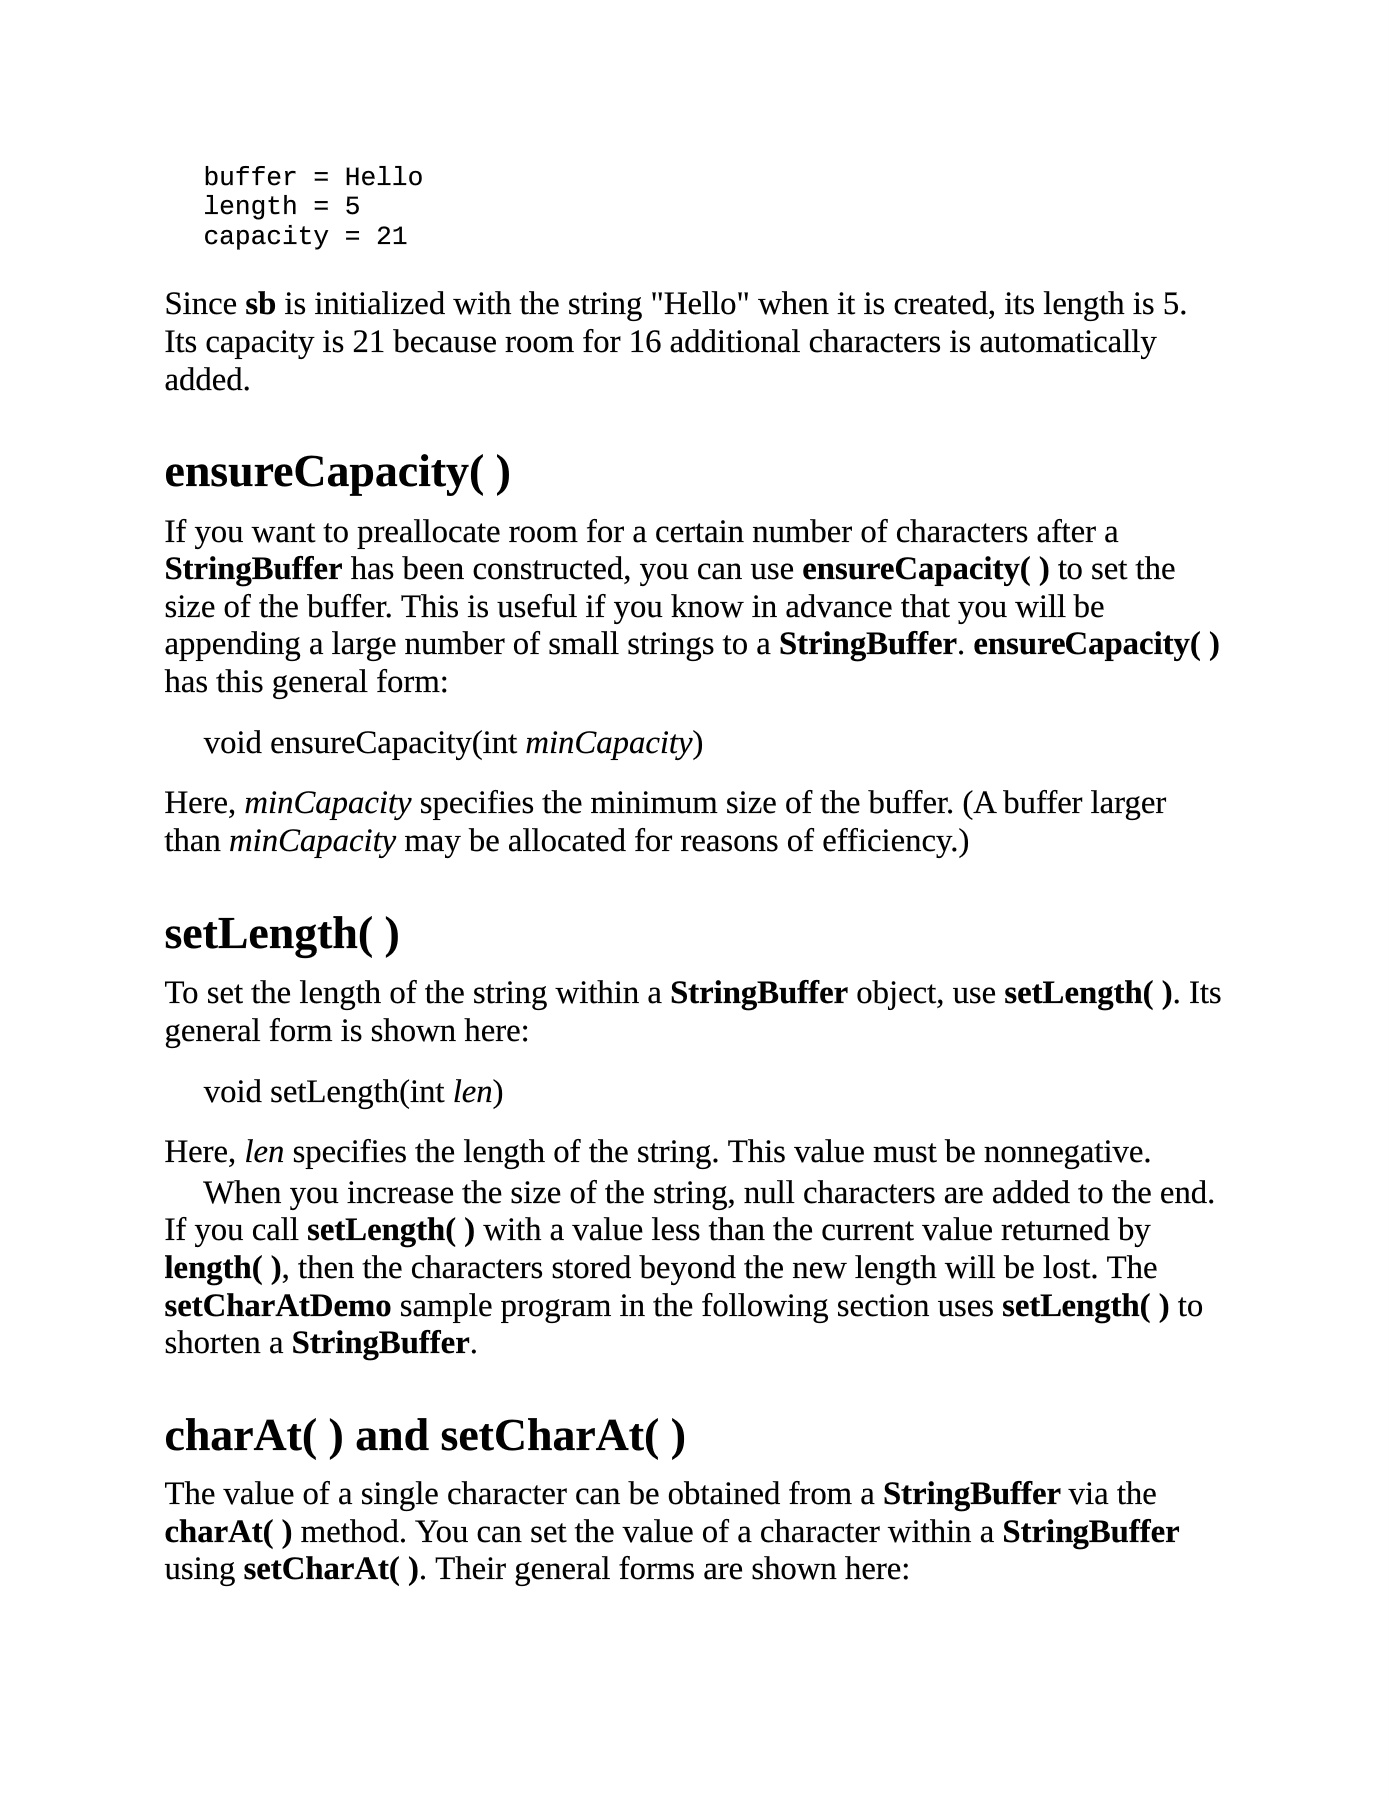 buffer = Hello
length = 5
capacity = 21
Since sb is initialized with the string "Hello" when it is created, its length is 5.
Its capacity is 21 because room for 16 additional characters is automatically
added.
ensureCapacity( )
If you want to preallocate room for a certain number of characters after a
StringBuffer has been constructed, you can use ensureCapacity( ) to set the
size of the buffer. This is useful if you know in advance that you will be
appending a large number of small strings to a StringBuffer. ensureCapacity( )
has this general form:
void ensureCapacity(int minCapacity)
Here, minCapacity specifies the minimum size of the buffer. (A buffer larger
than minCapacity may be allocated for reasons of efficiency.)
setLength( )
To set the length of the string within a StringBuffer object, use setLength( ). Its
general form is shown here:
void setLength(int len)
Here, len specifies the length of the string. This value must be nonnegative.
When you increase the size of the string, null characters are added to the end.
If you call setLength( ) with a value less than the current value returned by
length( ), then the characters stored beyond the new length will be lost. The
setCharAtDemo sample program in the following section uses setLength( ) to
shorten a StringBuffer.
charAt( ) and setCharAt( )
The value of a single character can be obtained from a StringBuffer via the
charAt( ) method. You can set the value of a character within a StringBuffer
using setCharAt( ). Their general forms are shown here: